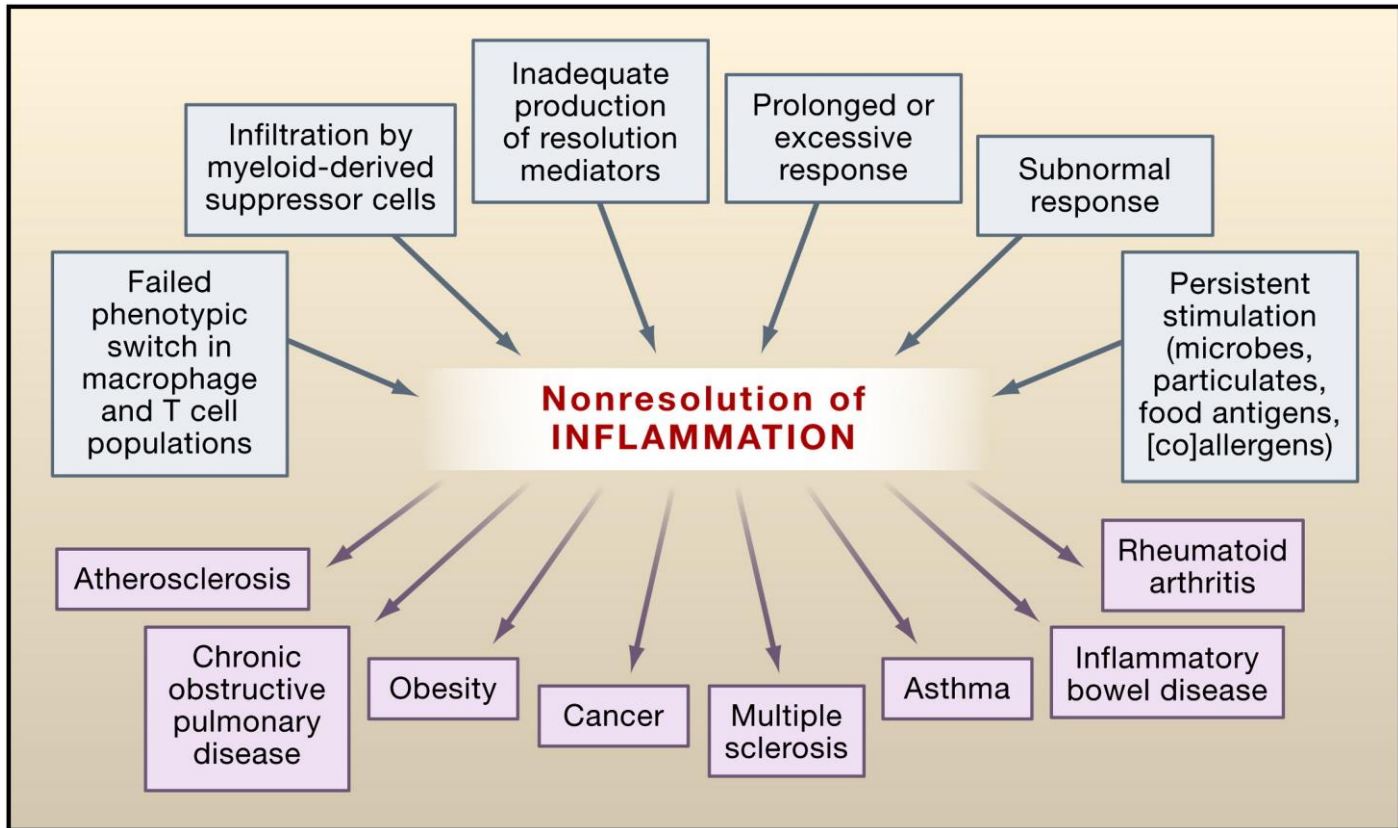 Failed
phenotypic
switch in
macrophage
and T cell
populations
Infiltration by
myeloid-derived
suppressor cells
Inadequate
production
of resolution
mediators
Prolonged or
excessive
response
Subnormal
response
Persistent
stimulation
(microbes,
particulates,
food antigens,
[co]allergens)
Nonresolution of
INFLAMMATION
Atherosclerosis
Chronic
obstructive
pulmonary
disease
Obesity
Cancer
Multiple
sclerosis
Asthma
Inflammatory
bowel disease
Rheumatoid
arthritis